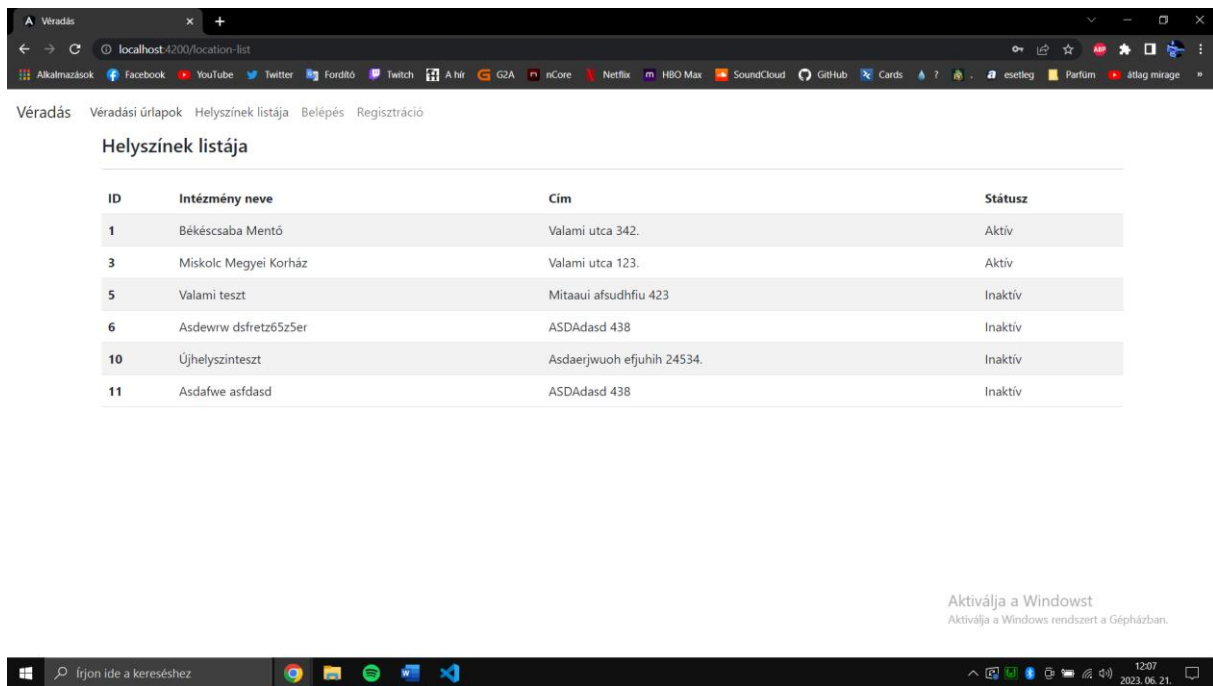 Véradás
localhost:4200/location-list
Alkalmazások Facebook YouTube Twitter Fordító Twitch A hír G2A nCore Netflix HBO Max SoundCloud GitHub Cards ? . esetleg Parfüm átlag mirage »
Véradás Véradási űrlapok Helyszínek listája Belépés Regisztráció
Helyszínek listája
ID Intézmény neve Cím Státusz
1 Békéscsaba Mentó Valami utca 342. Aktív
3 Miskolc Megyei Korház Valami utca 123. Aktív
5 Valami teszt Mitaaui afsudhfiu 423 Inaktív
6 Asdewrw dsfretz65z5er ASDAdasd 438 Inaktív
10 Újhelyszinteszt Asdaerjwuoh efjuhih 24534. Inaktív
11 Asdafwe asfdasd ASDAdasd 438 Inaktív
Aktiválja a Windowst
Aktiválja a Windows rendszert a Gépházban.
Írjon ide a kereséshez
12:07
2023. 06. 21.